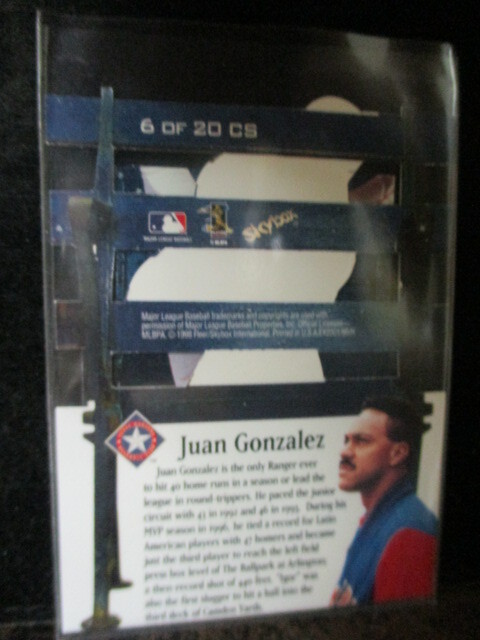 6 OF 20 CS
SkyBox
Major League Baseball trademarks and copyrights are used with
permission of Major League Baseball Properties, Inc. Official Licensee—
MLBPA. Fleer/Skybox International. Printed in U.S.A.
Juan Gonzalez
Juan Gonzalez is the only Ranger ever
to hit 40 home runs in a season or lead the
league in round-trippers. He paced the junior
circuit with 43 in 1992 and 46 in 1993. During his
MVP season in 1996, he tied a record for Latin
American players with 47 homers and became
just the third player to reach the left field
press box level of The Ballpark at Arlington,
a then record shot of 440 feet. "Igor" was
also the first slugger to hit a ball into the
third deck of Camden Yards.